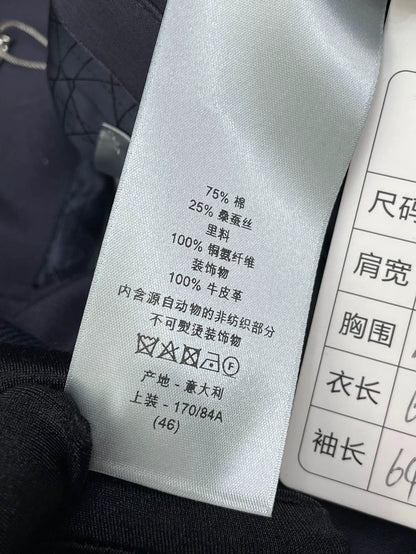 75% 棉
25% 桑蚕丝
里料
100% 铜氨纤维
装饰物
100% 牛皮革
内含源自动物的非纺织部分
不可熨烫装饰物
F
产地 - 意大利
上装 - 170/84A
(46)
尺码
肩宽
胸围
衣长
袖长
64